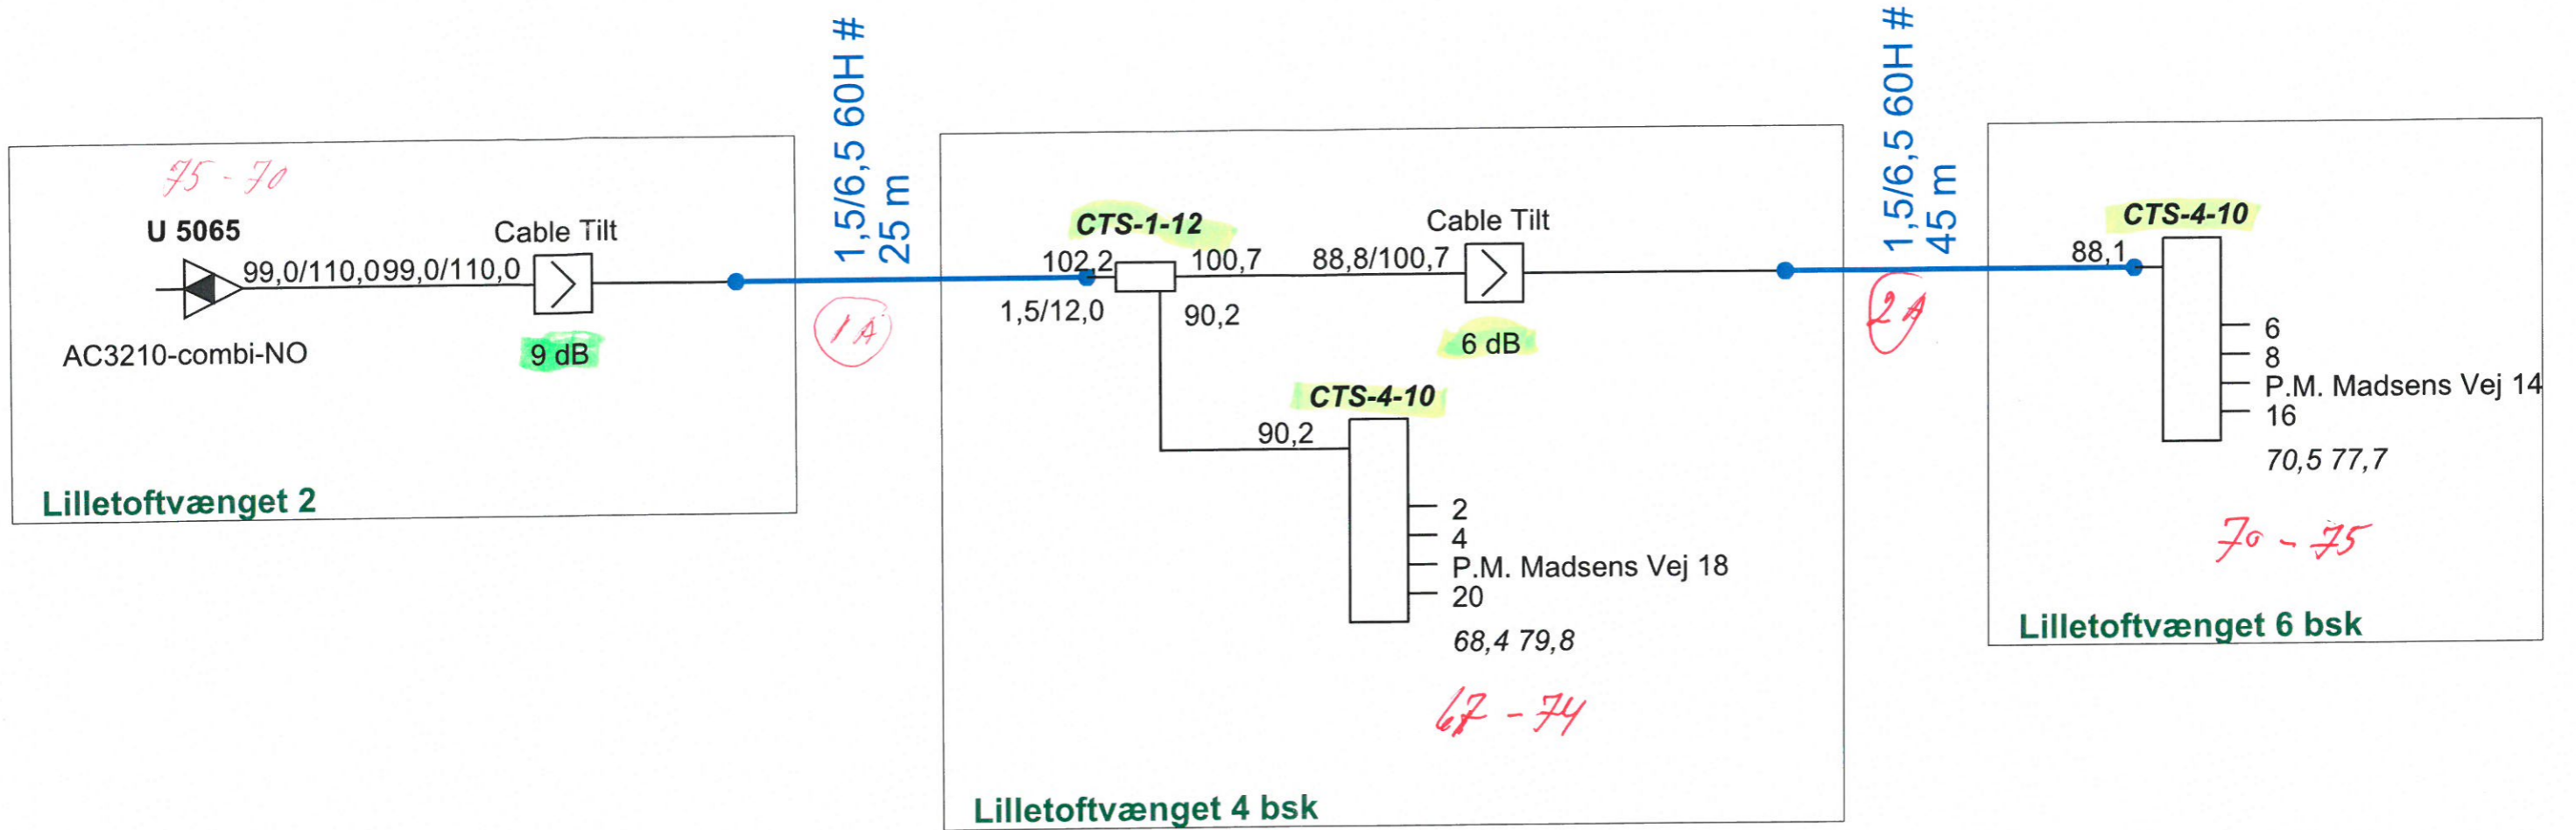 75 - 70
U 5065
99,0/110,0 99,0/110,0
Cable Tilt
9 dB
AC3210-combi-NO
Lilletoftvænget 2
1,5/6,5 60H #
25 m
1A
CTS-1-12
102,2
100,7
88,8/100,7
1,5/12,0
90,2
Cable Tilt
6 dB
CTS-4-10
90,2
2
4
P.M. Madsens Vej 18
20
68,4 79,8
67 - 74
Lilletoftvænget 4 bsk
1,5/6,5 60H #
45 m
2A
CTS-4-10
88,1
6
8
P.M. Madsens Vej 14
16
70,5 77,7
70 - 75
Lilletoftvænget 6 bsk